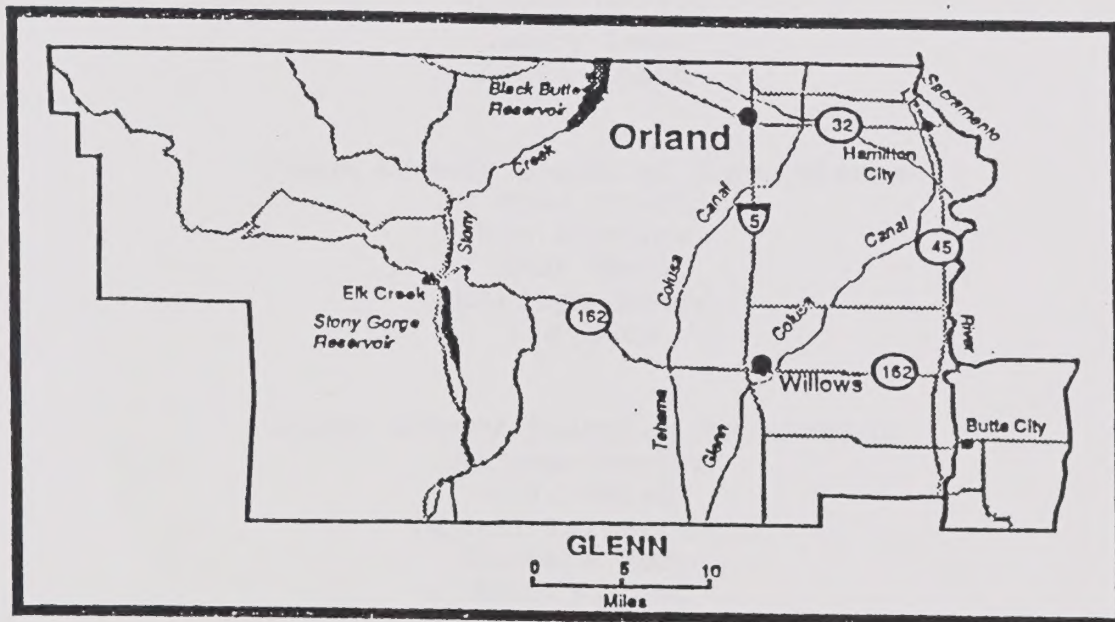 Black Butte
Reservoir
Orland
32
Sacramento
Hamilton
City
Creek
Stony
Canal
5
Canal
45
Colusa
Elk Creek
Stony Gorge
Reservoir
162
Colusa
River
Willows
162
Tehama
Glenn
Butte City
GLENN
0 5 10
Miles